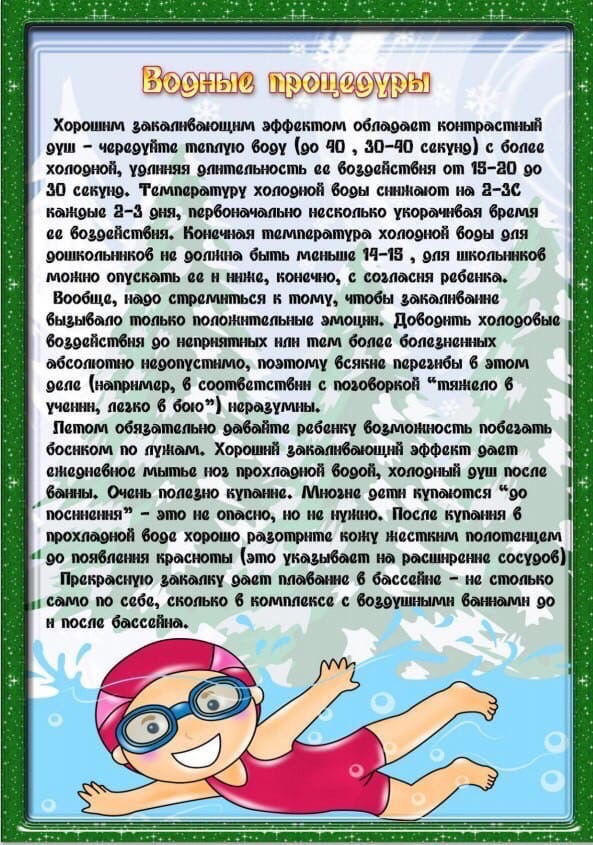 Водные процедуры
Хорошим закаливающим эффектом обладает контрастный
душ – чередуйте теплую воду (до 40 , 30-40 секунд) с более
холодной, удлиняя длительность ее воздействия от 15-20 до
30 секунд. Температуру холодной воды снижают на 2-3С
каждые 2-3 дня, первоначально несколько укорачивая время
ее воздействия. Конечная температура холодной воды для
дошкольников не должна быть меньше 14-15 , для школьников
можно опускать ее и ниже, конечно, с согласия ребенка.
Вообще, надо стремиться к тому, чтобы закаливание
вызывало только положительные эмоции. Доводить холодовые
воздействия до неприятных или тем более болезненных
абсолютно недопустимо, поэтому всякие перегибы в этом
деле (например, в соответствии с поговоркой “тяжело в
учении, легко в бою”) неразумны.
Летом обязательно давайте ребенку возможность побегать
босиком по лужам. Хороший закаливающий эффект дает
ежедневное мытье ног прохладной водой, холодный душ после
ванны. Очень полезно купание. Многие дети купаются “до
посинения” – это не опасно, но не нужно. После купания в
прохладной воде хорошо разотрите кожу жестким полотенцем
до появления красноты (это указывает на расширение сосудов)
Прекрасную закалку дает плавание в бассейне – не столько
само по себе, сколько в комплексе с воздушными ваннами до
и после бассейна.